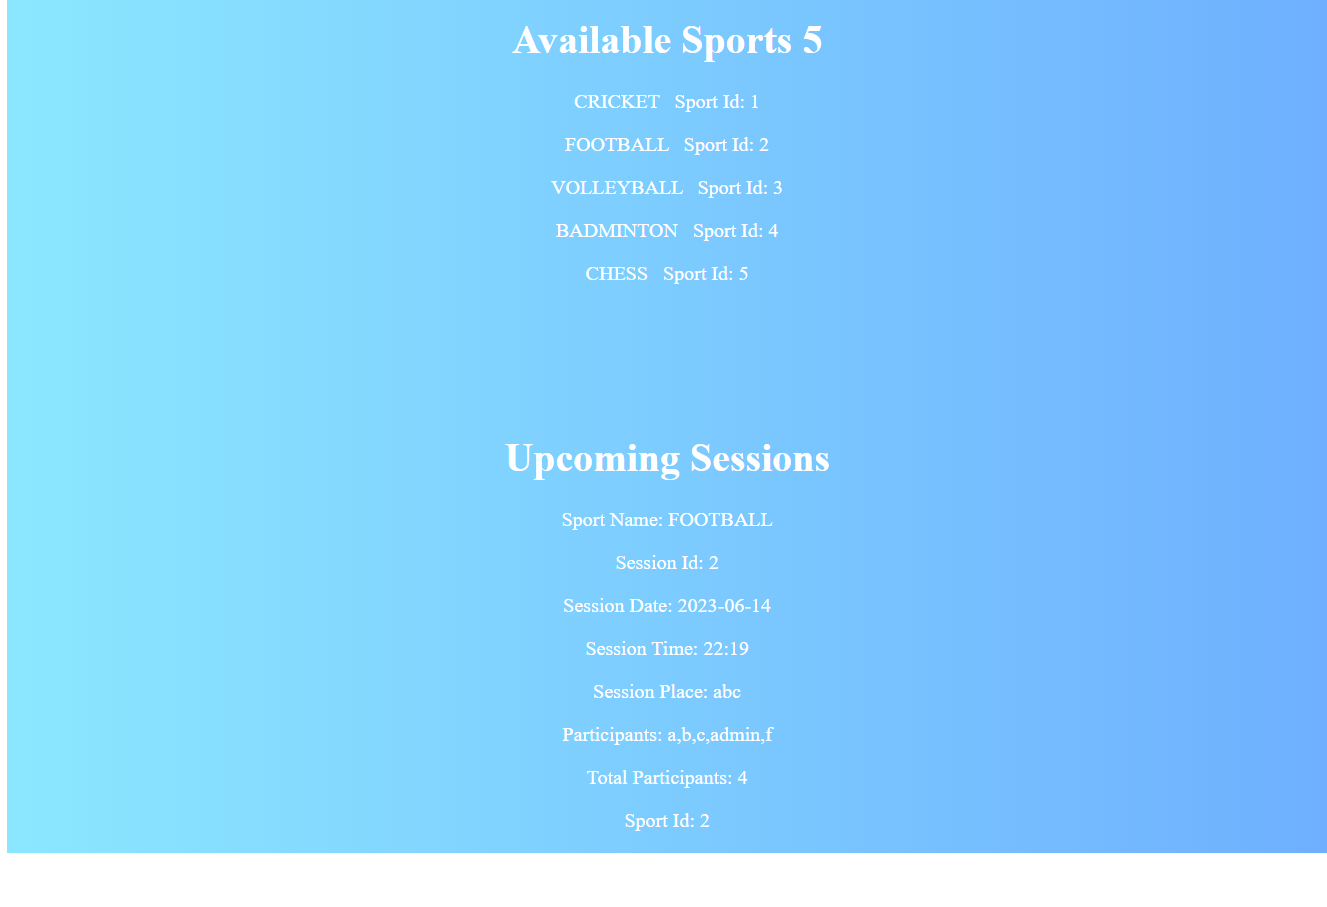 Available Sports 5
CRICKET Sport Id: 1
FOOTBALL Sport Id: 2
VOLLEYBALL Sport Id: 3
BADMINTON Sport Id: 4
CHESS Sport Id: 5
Upcoming Sessions
Sport Name: FOOTBALL
Session Id: 2
Session Date: 2023-06-14
Session Time: 22:19
Session Place: abc
Participants: a,b,c,admin,f
Total Participants: 4
Sport Id: 2